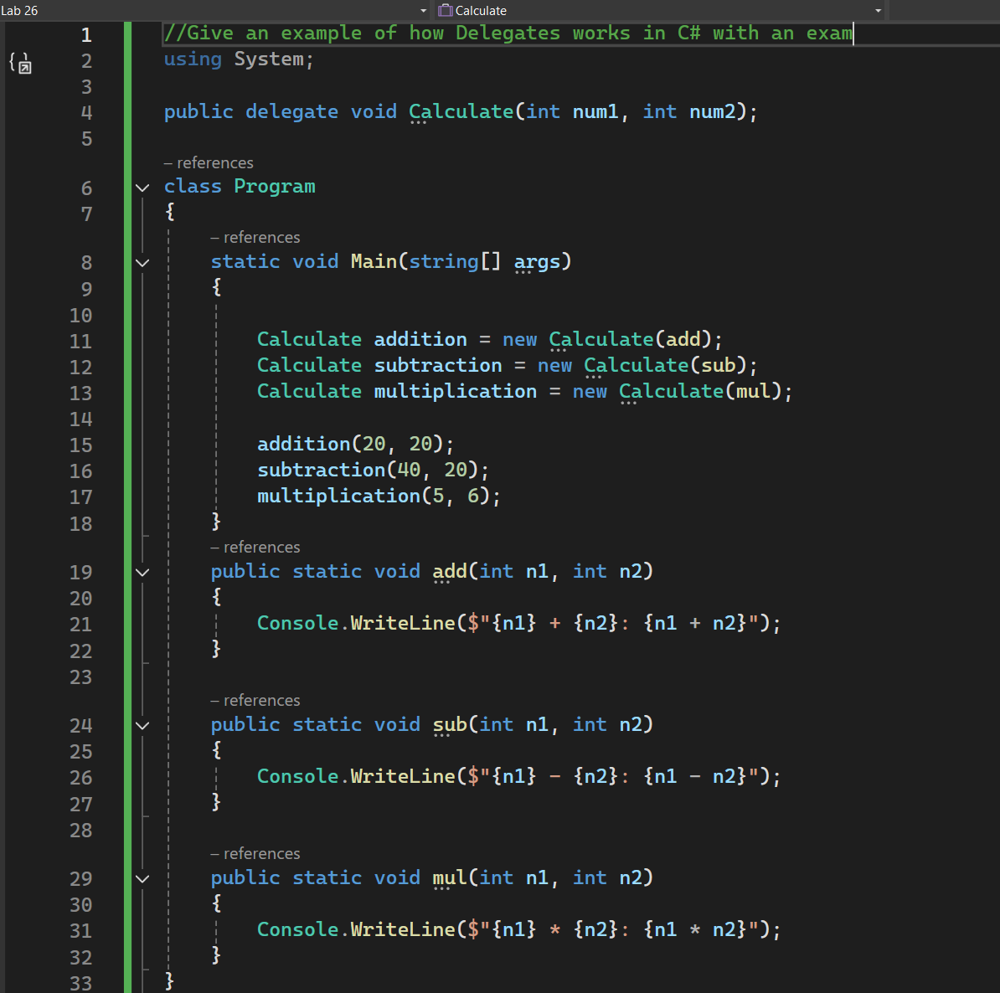 Lab 26 Calculate
1 //Give an example of how Delegates works in C# with an exam
2 using System;
3
4 public delegate void Calculate(int num1, int num2);
5
– references
6 class Program
7 {
– references
8 static void Main(string[] args)
9 {
10
11 Calculate addition = new Calculate(add);
12 Calculate subtraction = new Calculate(sub);
13 Calculate multiplication = new Calculate(mul);
14
15 addition(20, 20);
16 subtraction(40, 20);
17 multiplication(5, 6);
18 }
– references
19 public static void add(int n1, int n2)
20 {
21 Console.WriteLine($"{n1} + {n2}: {n1 + n2}");
22 }
23
– references
24 public static void sub(int n1, int n2)
25 {
26 Console.WriteLine($"{n1} - {n2}: {n1 - n2}");
27 }
28
– references
29 public static void mul(int n1, int n2)
30 {
31 Console.WriteLine($"{n1} * {n2}: {n1 * n2}");
32 }
33 }